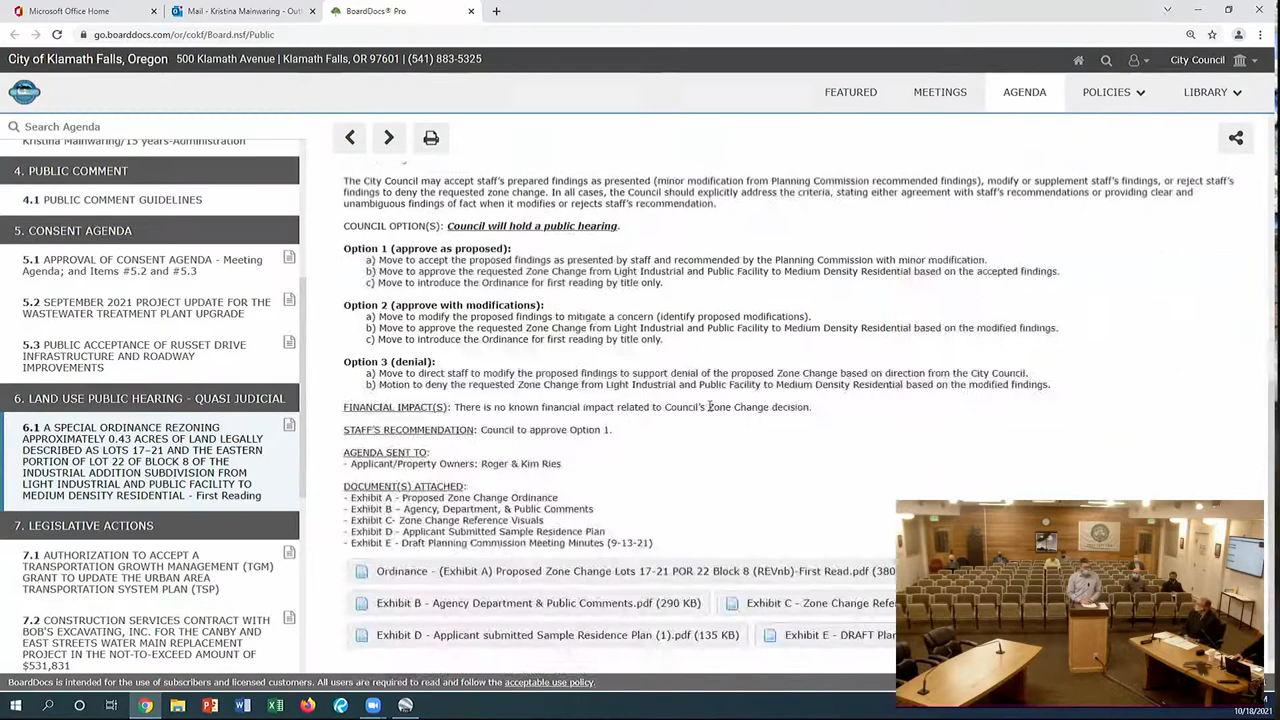 Microsoft Office Home
Mail - Kristina Mainwaring - Outl
BoardDocs® Pro
go.boarddocs.com/or/cokf/Board.nsf/Public
City of Klamath Falls, Oregon 500 Klamath Avenue | Klamath Falls, OR 97601 | (541) 883-5325
City Council
FEATURED MEETINGS AGENDA POLICIES LIBRARY
Search Agenda
Kristina Mainwaring/15 years-Administration
4. PUBLIC COMMENT
4.1 PUBLIC COMMENT GUIDELINES
5. CONSENT AGENDA
5.1 APPROVAL OF CONSENT AGENDA - Meeting
Agenda; and Items #5.2 and #5.3
5.2 SEPTEMBER 2021 PROJECT UPDATE FOR THE
WASTEWATER TREATMENT PLANT UPGRADE
5.3 PUBLIC ACCEPTANCE OF RUSSET DRIVE
INFRASTRUCTURE AND ROADWAY
IMPROVEMENTS
6. LAND USE PUBLIC HEARING - QUASI JUDICIAL
6.1 A SPECIAL ORDINANCE REZONING
APPROXIMATELY 0.43 ACRES OF LAND LEGALLY
DESCRIBED AS LOTS 17-21 AND THE EASTERN
PORTION OF LOT 22 OF BLOCK 8 OF THE
INDUSTRIAL ADDITION SUBDIVISION FROM
LIGHT INDUSTRIAL AND PUBLIC FACILITY TO
MEDIUM DENSITY RESIDENTIAL - First Reading
7. LEGISLATIVE ACTIONS
7.1 AUTHORIZATION TO ACCEPT A
TRANSPORTATION GROWTH MANAGEMENT (TGM)
GRANT TO UPDATE THE URBAN AREA
TRANSPORTATION SYSTEM PLAN (TSP)
7.2 CONSTRUCTION SERVICES CONTRACT WITH
BOB'S EXCAVATING, INC. FOR THE CANBY AND
EAST STREETS WATER MAIN REPLACEMENT
PROJECT IN THE NOT-TO-EXCEED AMOUNT OF
$531,831
The City Council may accept staff's prepared findings as presented (minor modification from Planning Commission recommended findings), modify or supplement staff's findings, or reject staff's
findings to deny the requested zone change. In all cases, the Council should explicitly address the criteria, stating either agreement with staff's recommendations or providing clear and
unambiguous findings of fact when it modifies or rejects staff's recommendation.
COUNCIL OPTION(S): Council will hold a public hearing.
Option 1 (approve as proposed):
a) Move to accept the proposed findings as presented by staff and recommended by the Planning Commission with minor modification.
b) Move to approve the requested Zone Change from Light Industrial and Public Facility to Medium Density Residential based on the accepted findings.
c) Move to introduce the Ordinance for first reading by title only.
Option 2 (approve with modifications):
a) Move to modify the proposed findings to mitigate a concern (identify proposed modifications).
b) Move to approve the requested Zone Change from Light Industrial and Public Facility to Medium Density Residential based on the modified findings.
c) Move to introduce the Ordinance for first reading by title only.
Option 3 (denial):
a) Move to direct staff to modify the proposed findings to support denial of the proposed Zone Change based on direction from the City Council.
b) Motion to deny the requested Zone Change from Light Industrial and Public Facility to Medium Density Residential based on the modified findings.
FINANCIAL IMPACT(S): There is no known financial impact related to Council's Zone Change decision.
STAFF'S RECOMMENDATION: Council to approve Option 1.
AGENDA SENT TO:
- Applicant/Property Owners: Roger & Kim Ries
DOCUMENT(S) ATTACHED:
- Exhibit A - Proposed Zone Change Ordinance
- Exhibit B - Agency, Department, & Public Comments
- Exhibit C- Zone Change Reference Visuals
- Exhibit D - Applicant Submitted Sample Residence Plan
- Exhibit E - Draft Planning Commission Meeting Minutes (9-13-21)
Ordinance - (Exhibit A) Proposed Zone Change Lots 17-21 POR 22 Block 8 (REVnb)-First Read.pdf (380
Exhibit B - Agency Department & Public Comments.pdf (290 KB) Exhibit C - Zone Change Refe
Exhibit D - Applicant submitted Sample Residence Plan (1).pdf (135 KB) Exhibit E - DRAFT Plan
BoardDocs is intended for the use of subscribers and licensed customers. All users are required to read and follow the acceptable use policy.
10/18/2021